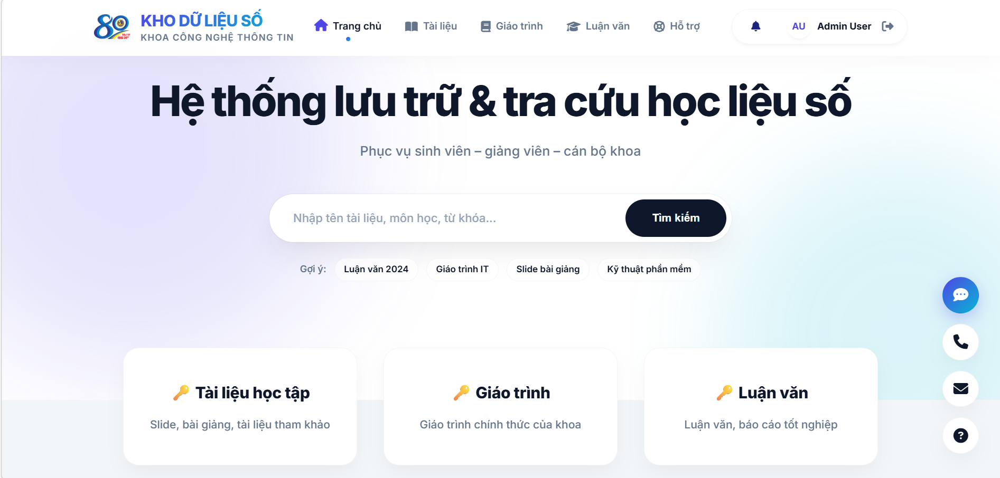 KHO DỮ LIỆU SỐ
KHOA CÔNG NGHỆ THÔNG TIN
Trang chủ
Tài liệu
Giáo trình
Luận văn
Hỗ trợ
AU
Admin User
Hệ thống lưu trữ & tra cứu học liệu số
Phục vụ sinh viên – giảng viên – cán bộ khoa
Nhập tên tài liệu, môn học, từ khóa...
Tìm kiếm
Gợi ý:
Luận văn 2024
Giáo trình IT
Slide bài giảng
Kỹ thuật phần mềm
Tài liệu học tập
Slide, bài giảng, tài liệu tham khảo
Giáo trình
Giáo trình chính thức của khoa
Luận văn
Luận văn, báo cáo tốt nghiệp